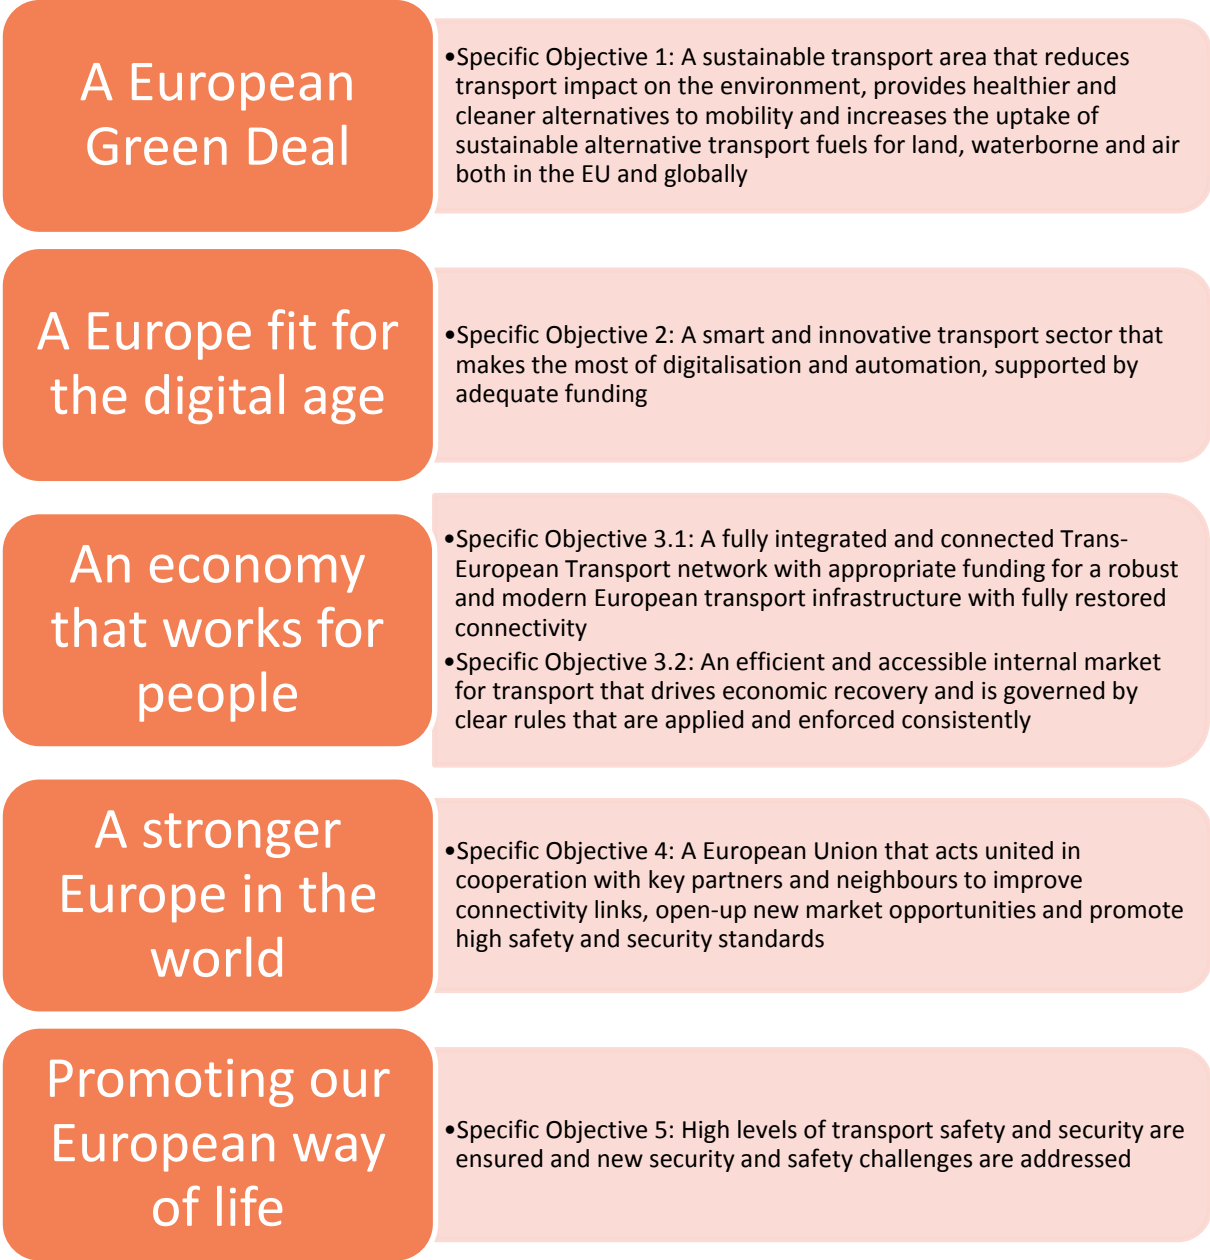 A European
Green Deal
•Specific Objective 1: A sustainable transport area that reduces
transport impact on the environment, provides healthier and
cleaner alternatives to mobility and increases the uptake of
sustainable alternative transport fuels for land, waterborne and air
both in the EU and globally
A Europe fit for
the digital age
•Specific Objective 2: A smart and innovative transport sector that
makes the most of digitalisation and automation, supported by
adequate funding
An economy
that works for
people
•Specific Objective 3.1: A fully integrated and connected Trans-
European Transport network with appropriate funding for a robust
and modern European transport infrastructure with fully restored
connectivity
•Specific Objective 3.2: An efficient and accessible internal market
for transport that drives economic recovery and is governed by
clear rules that are applied and enforced consistently
A stronger
Europe in the
world
•Specific Objective 4: A European Union that acts united in
cooperation with key partners and neighbours to improve
connectivity links, open-up new market opportunities and promote
high safety and security standards
Promoting our
European way
of life
•Specific Objective 5: High levels of transport safety and security are
ensured and new security and safety challenges are addressed